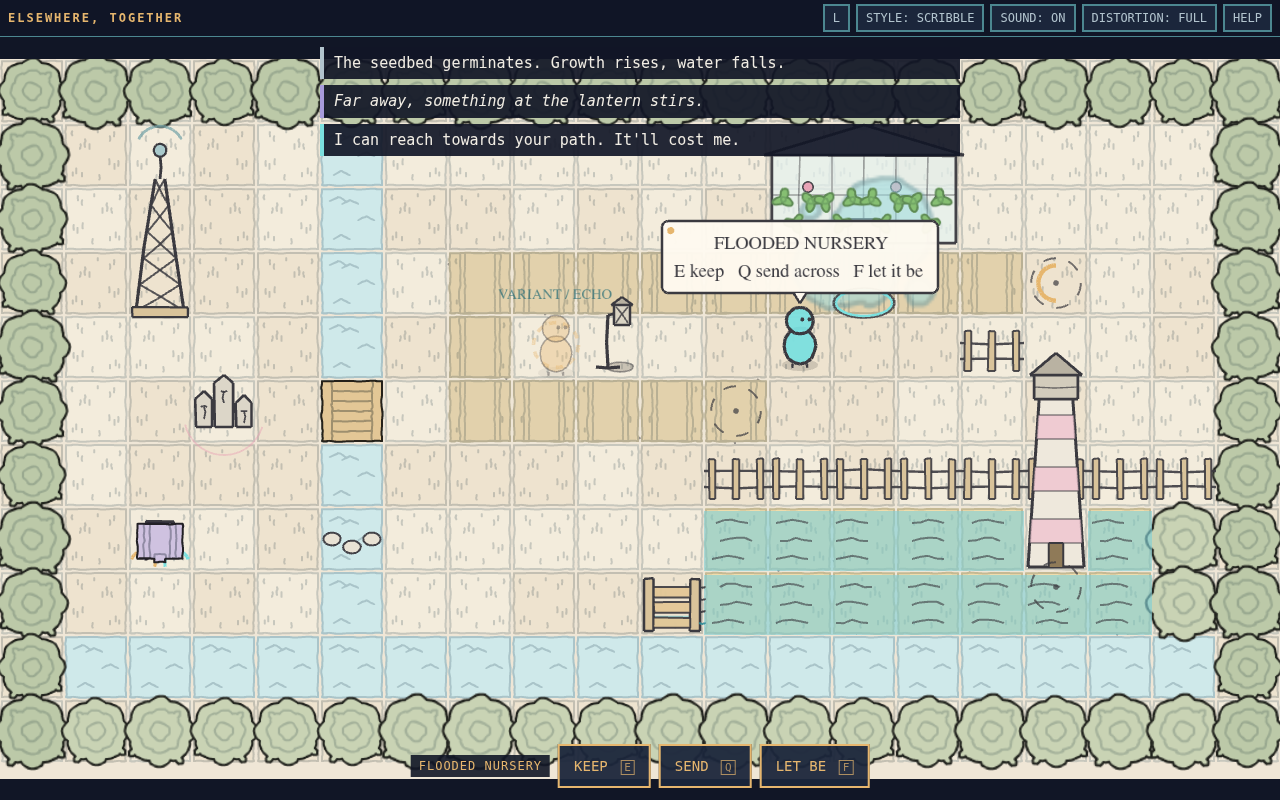 ELSEWHERE, TOGETHER
L
STYLE: SCRIBBLE
SOUND: ON
DISTORTION: FULL
HELP
The seedbed germinates. Growth rises, water falls.
Far away, something at the lantern stirs.
I can reach towards your path. It'll cost me.
FLOODED NURSERY
E keep Q send across F let it be
VARIANT / ECHO
FLOODED NURSERY
KEEP E
SEND Q
LET BE F